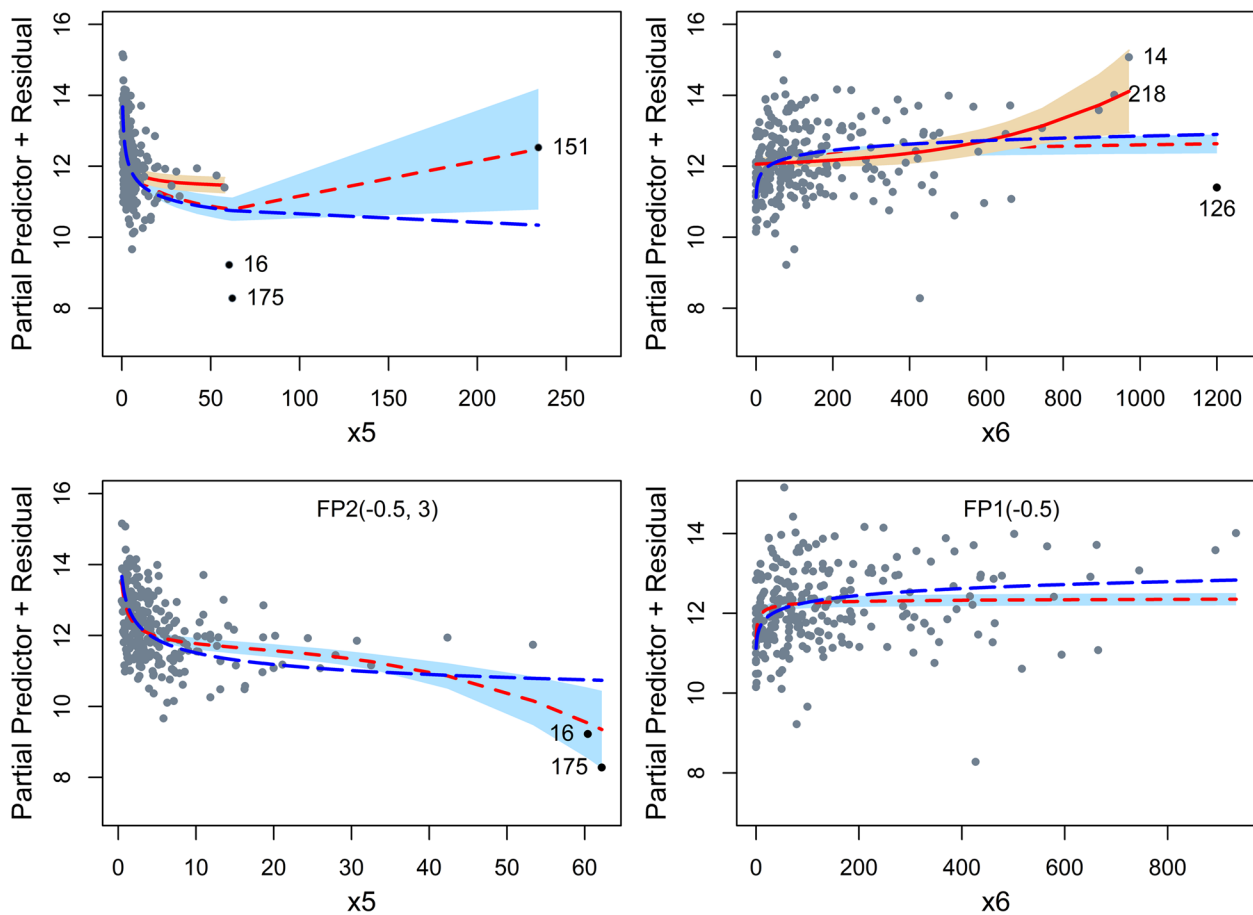 Partial Predictor + Residual
16
14
12
10
8
151
16
175
0 50 100 150 200 250
x5
Partial Predictor + Residual
16
14
12
10
8
14
218
126
0 200 400 600 800 1000 1200
x6
Partial Predictor + Residual
16
14
12
10
8
FP2(-0.5, 3)
16
175
0 10 20 30 40 50 60
x5
Partial Predictor + Residual
14
12
10
8
FP1(-0.5)
0 200 400 600 800
x6